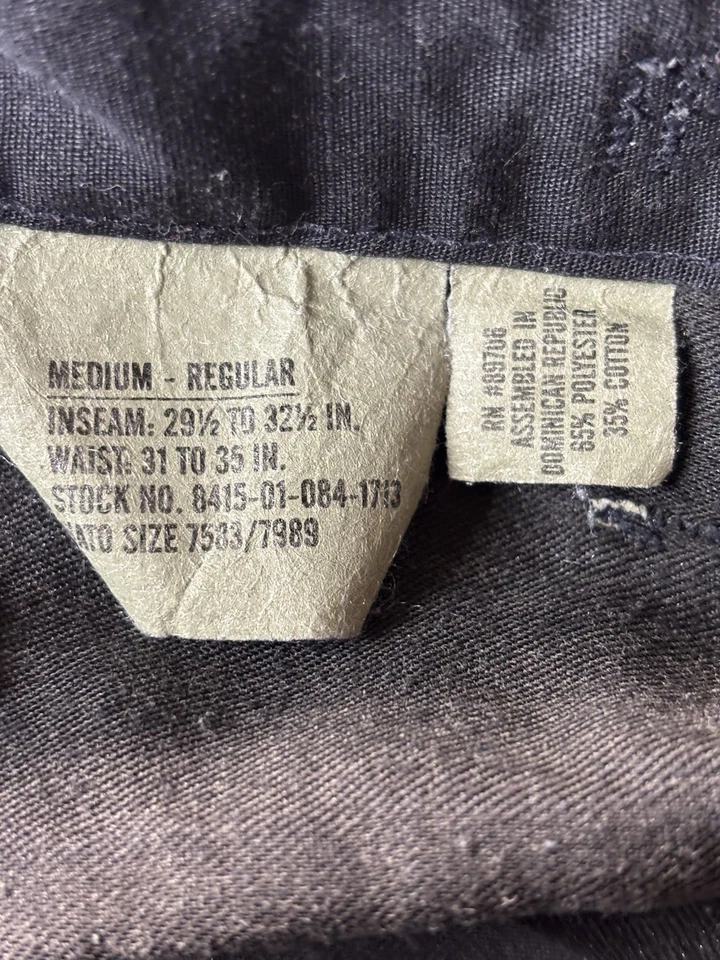 MEDIUM - REGULAR
INSEAM: 29½ TO 32½ IN.
WAIST: 31 TO 35 IN.
STOCK NO. 8415-01-084-1713
NATO SIZE 7583/7989
RN #89706
ASSEMBLED IN
DOMINICAN REPUBLIC
65% POLYESTER
35% COTTON